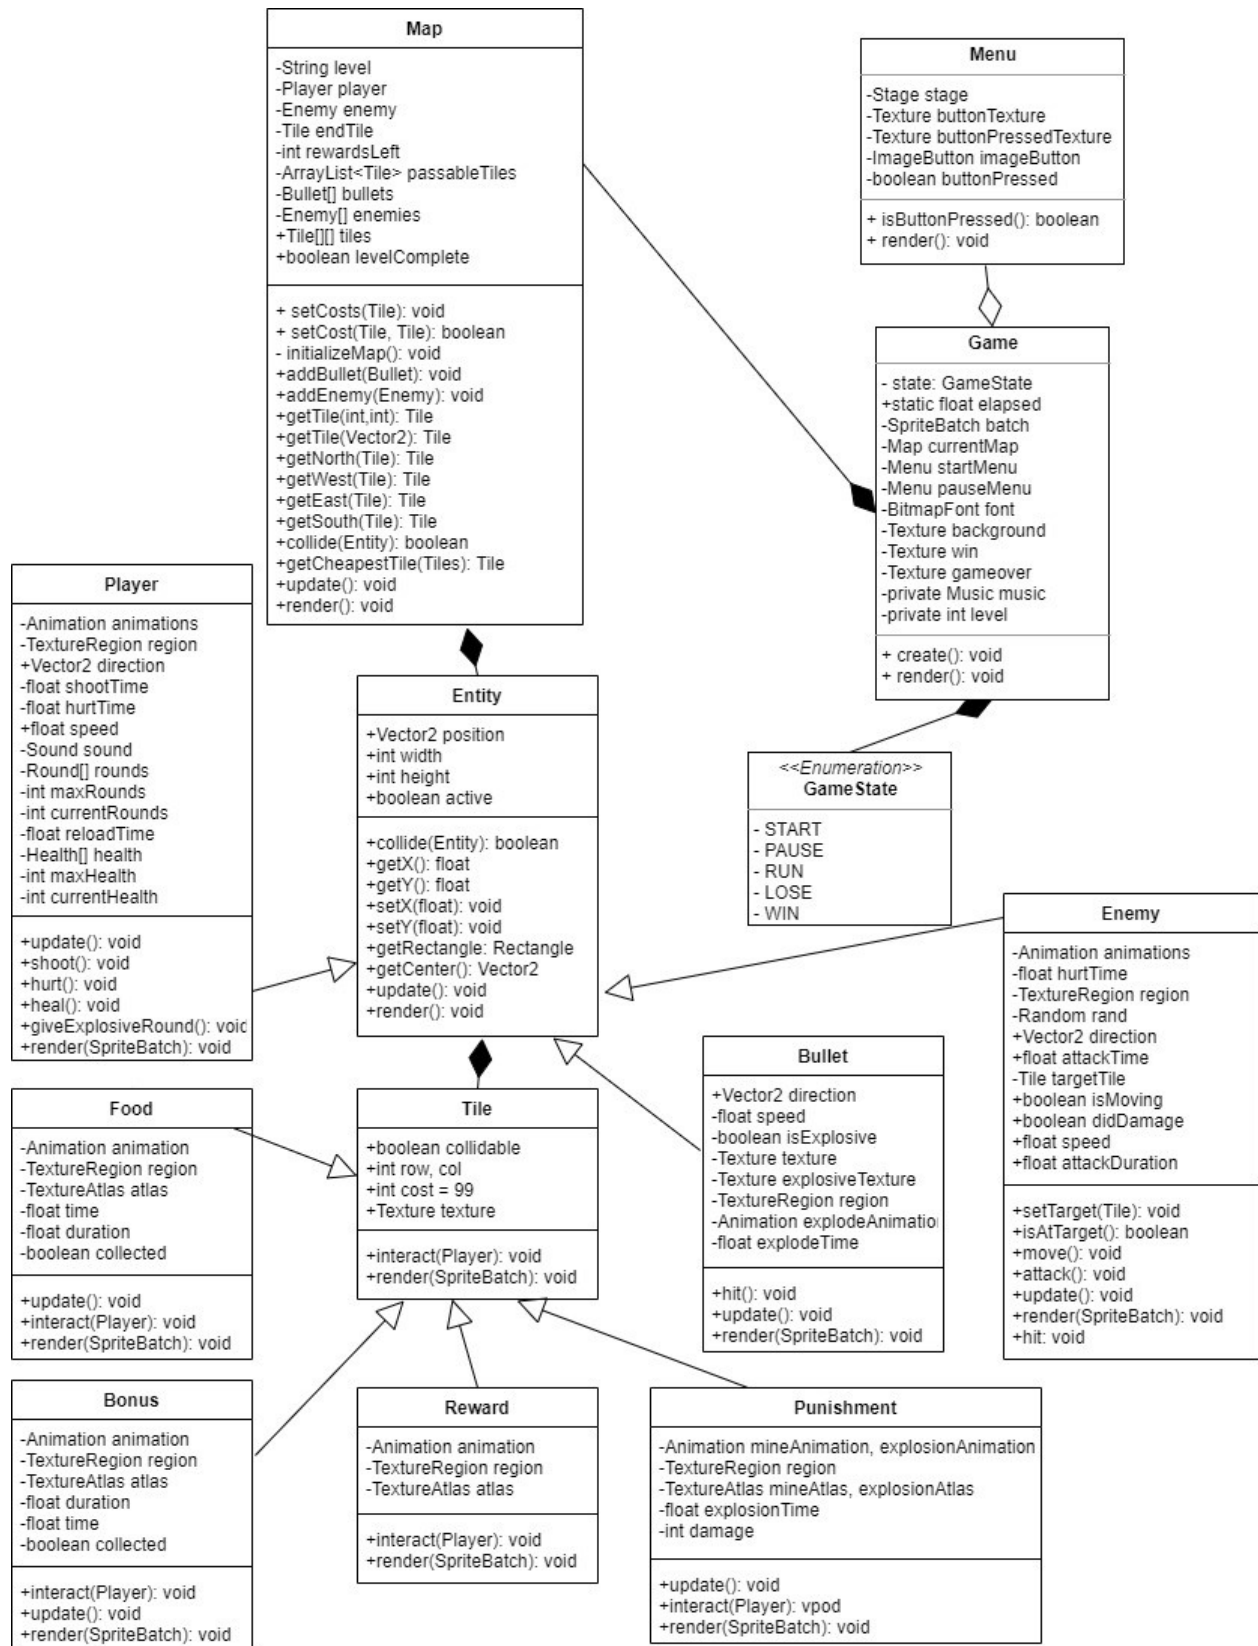 Map
-String level
-Player player
-Enemy enemy
-Tile endTile
-int rewardsLeft
-ArrayList<Tile> passableTiles
-Bullet[] bullets
-Enemy[] enemies
+Tile[][] tiles
+boolean levelComplete
+ setCosts(Tile): void
+ setCost(Tile, Tile): boolean
- initializeMap(): void
+addBullet(Bullet): void
+addEnemy(Enemy): void
+getTile(int,int): Tile
+getTile(Vector2): Tile
+getNorth(Tile): Tile
+getWest(Tile): Tile
+getEast(Tile): Tile
+getSouth(Tile): Tile
+collide(Entity): boolean
+getCheapestTile(Tiles): Tile
+update(): void
+render(): void
Menu
-Stage stage
-Texture buttonTexture
-Texture buttonPressedTexture
-ImageButton imageButton
-boolean buttonPressed
+ isButtonPressed(): boolean
+ render(): void
Game
- state: GameState
+static float elapsed
-SpriteBatch batch
-Map currentMap
-Menu startMenu
-Menu pauseMenu
-BitmapFont font
-Texture background
-Texture win
-Texture gameover
-private Music music
-private int level
+ create(): void
+ render(): void
Player
-Animation animations
-TextureRegion region
+Vector2 direction
-float shootTime
-float hurtTime
+float speed
-Sound sound
-Round[] rounds
-int maxRounds
-int currentRounds
-float reloadTime
-Health[] health
-int maxHealth
-int currentHealth
+update(): void
+shoot(): void
+hurt(): void
+heal(): void
+giveExplosiveRound(): void
+render(SpriteBatch): void
Entity
+Vector2 position
+int width
+int height
+boolean active
+collide(Entity): boolean
+getX(): float
+getY(): float
+setX(float): void
+setY(float): void
+getRectangle: Rectangle
+getCenter(): Vector2
+update(): void
+render(): void
<<Enumeration>>
GameState
- START
- PAUSE
- RUN
- LOSE
- WIN
Enemy
-Animation animations
-float hurtTime
-TextureRegion region
-Random rand
+Vector2 direction
+float attackTime
-Tile targetTile
+boolean isMoving
+boolean didDamage
+float speed
+float attackDuration
+setTarget(Tile): void
+isAtTarget(): boolean
+move(): void
+attack(): void
+update(): void
+render(SpriteBatch): void
+hit: void
Bullet
+Vector2 direction
-float speed
-boolean isExplosive
-Texture texture
-Texture explosiveTexture
-TextureRegion region
-Animation explodeAnimatio
-float explodeTime
+hit(): void
+update(): void
+render(SpriteBatch): void
Food
-Animation animation
-TextureRegion region
-TextureAtlas atlas
-float time
-float duration
-boolean collected
+update(): void
+interact(Player): void
+render(SpriteBatch): void
Tile
+boolean collidable
+int row, col
+int cost = 99
+Texture texture
+interact(Player): void
+render(SpriteBatch): void
Bonus
-Animation animation
-TextureRegion region
-TextureAtlas atlas
-float duration
-float time
-boolean collected
+interact(Player): void
+update(): void
+render(SpriteBatch): void
Reward
-Animation animation
-TextureRegion region
-TextureAtlas atlas
+interact(Player): void
+render(SpriteBatch): void
Punishment
-Animation mineAnimation, explosionAnimation
-TextureRegion region
-TextureAtlas mineAtlas, explosionAtlas
-float explosionTime
-int damage
+update(): void
+interact(Player): vpod
+render(SpriteBatch): void